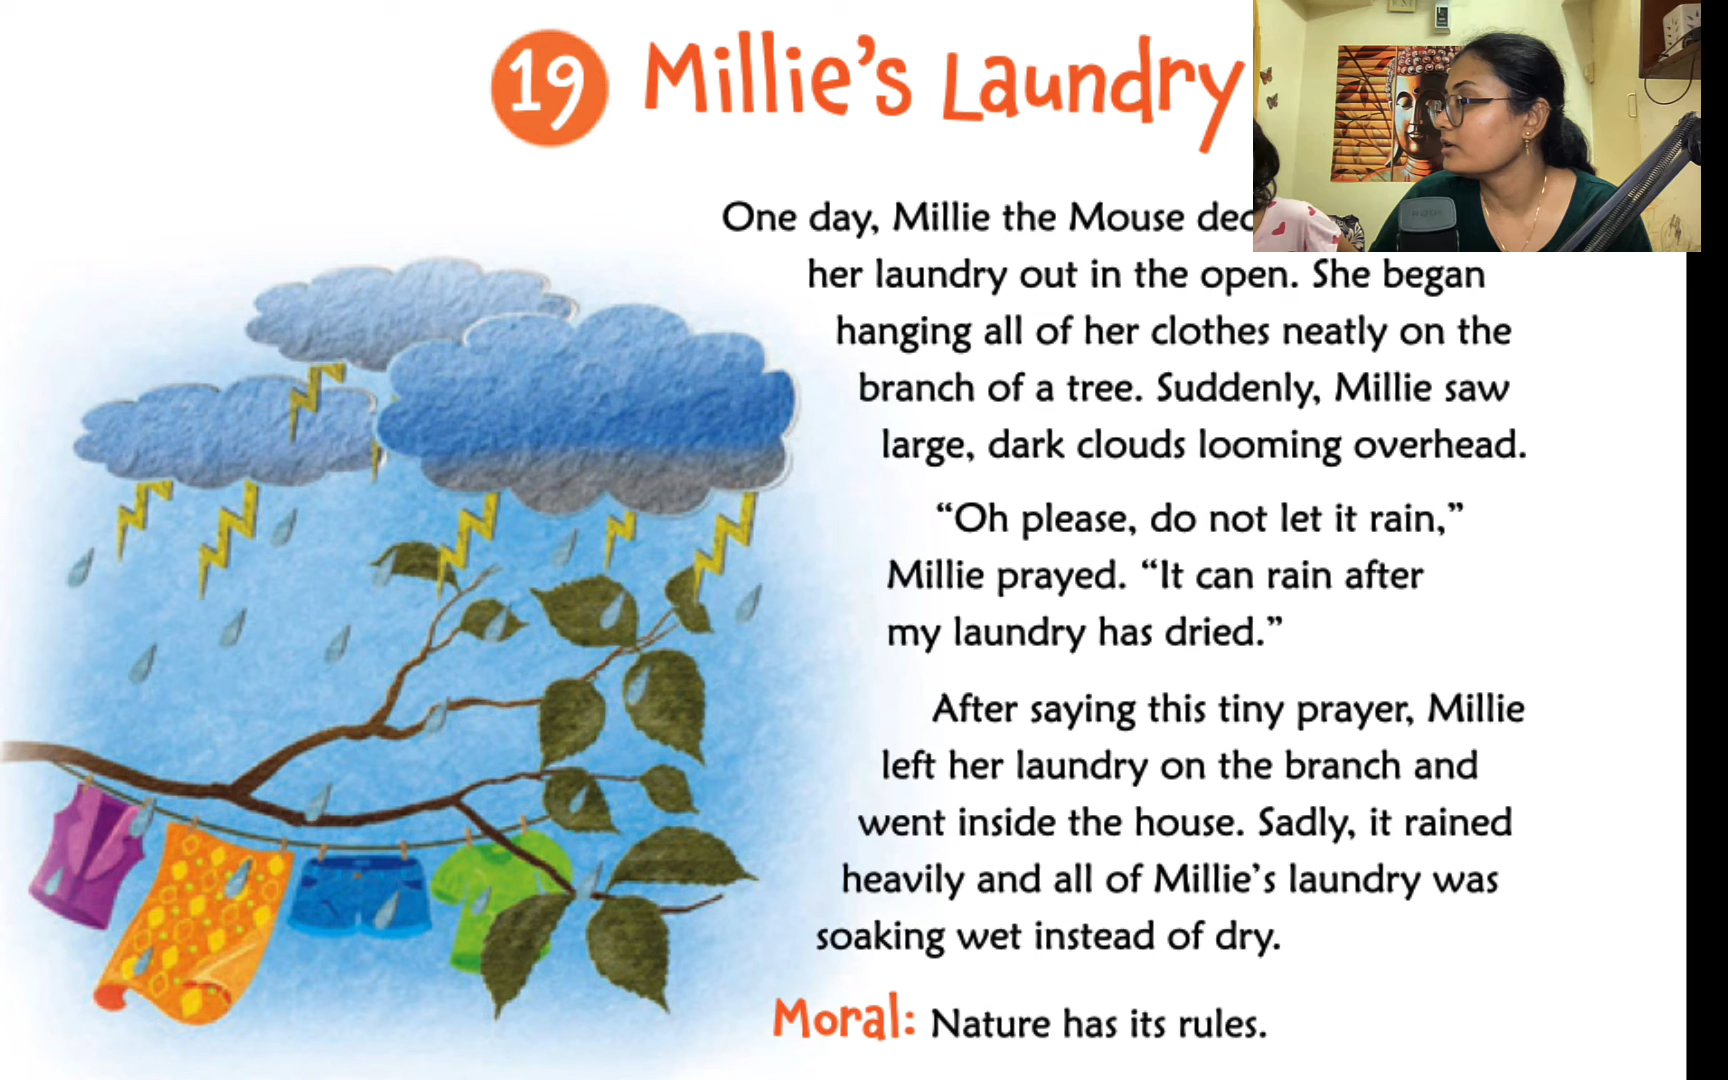 19 Millie's Laundry
One day, Millie the Mouse
her laundry out in the open. She began
hanging all of her clothes neatly on the
branch of a tree. Suddenly, Millie saw
large, dark clouds looming overhead.
“Oh please, do not let it rain,”
Millie prayed. “It can rain after
my laundry has dried.”
After saying this tiny prayer, Millie
left her laundry on the branch and
went inside the house. Sadly, it rained
heavily and all of Millie's laundry was
soaking wet instead of dry.
Moral: Nature has its rules.